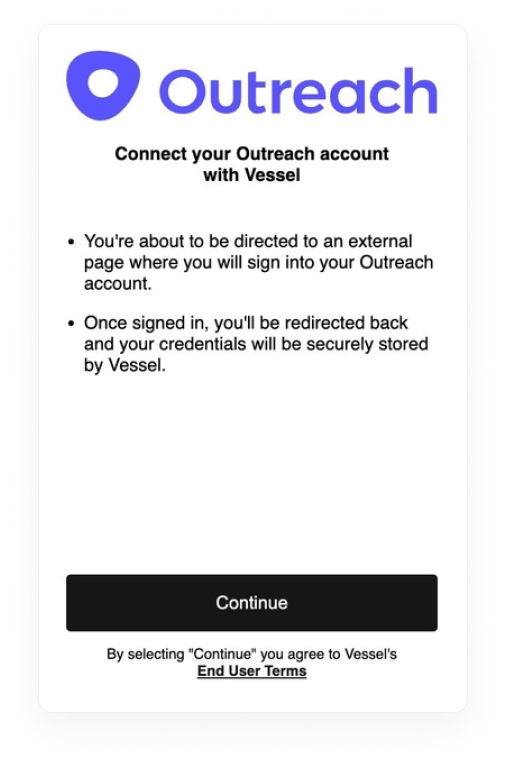 Outreach
Connect your Outreach account
with Vessel
• You're about to be directed to an external
page where you will sign into your Outreach
account.
• Once signed in, you'll be redirected back
and your credentials will be securely stored
by Vessel.
Continue
By selecting "Continue" you agree to Vessel's
End User Terms